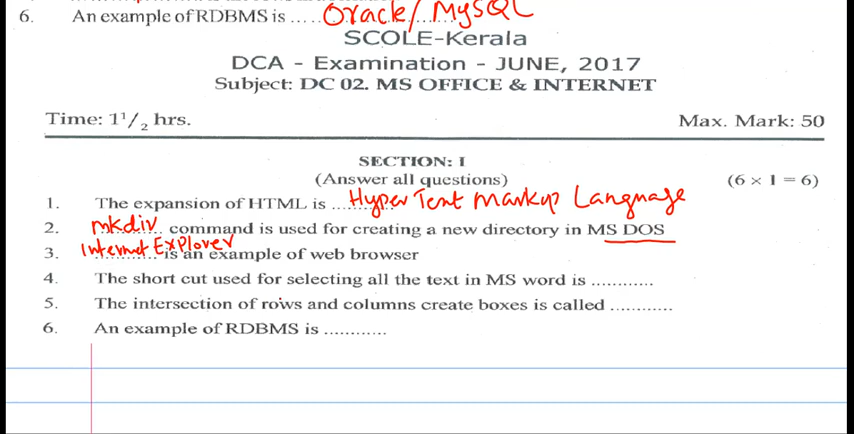 6. An example of RDBMS is ..... Oracle/MySQL
SCOLE-Kerala
DCA - Examination - JUNE, 2017
Subject: DC 02. MS OFFICE & INTERNET
Time: 1 1/2 hrs. Max. Mark: 50
SECTION: I
(Answer all questions) (6 × 1 = 6)
1. The expansion of HTML is .... Hyper Text Markup Language
2. mkdir command is used for creating a new directory in MS DOS
3. Internet Explorer is an example of web browser
4. The short cut used for selecting all the text in MS word is ............
5. The intersection of rows and columns create boxes is called ............
6. An example of RDBMS is ............